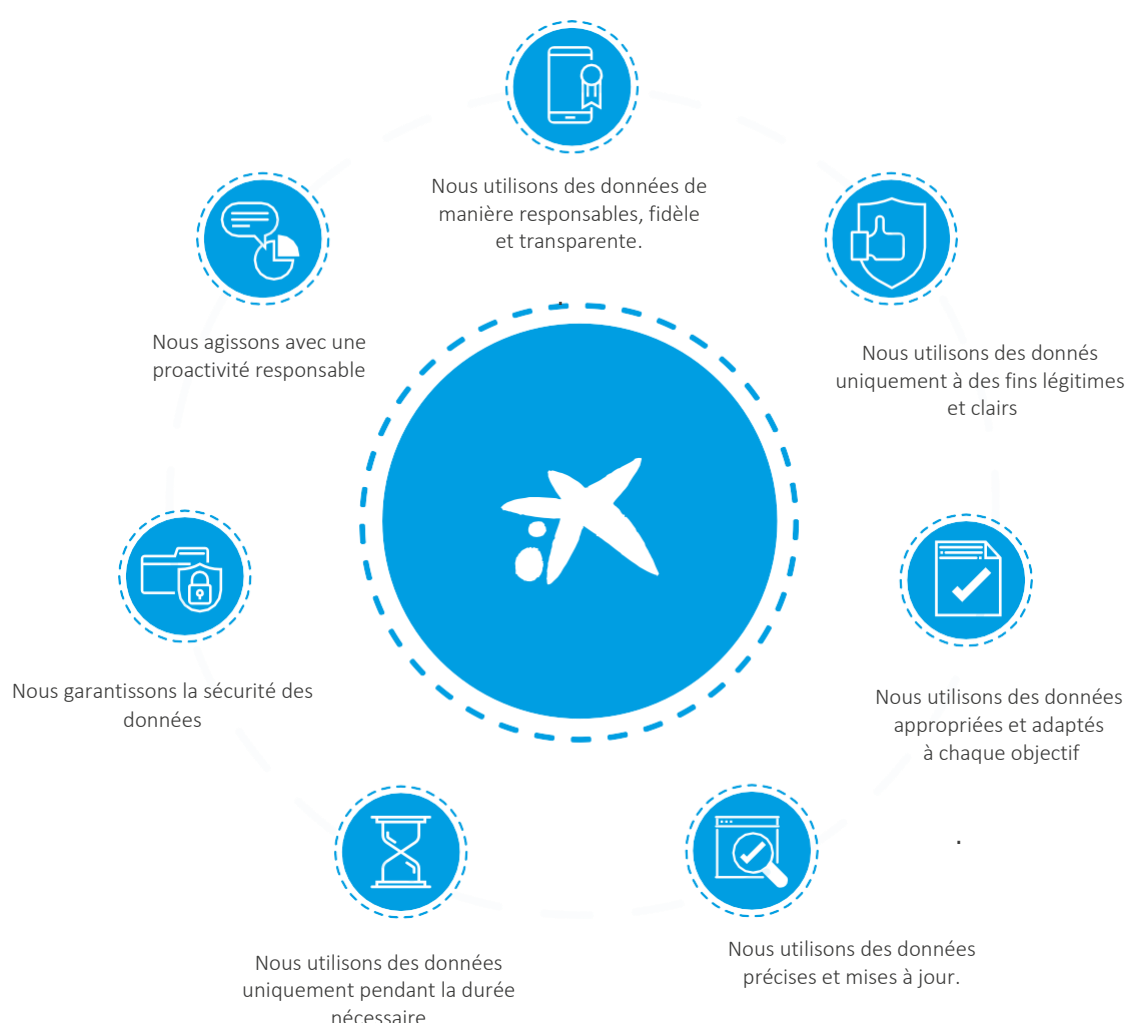 Nous utilisons des données de
manière responsables, fidèle
et transparente.
.
Nous utilisons des donnés
uniquement à des fins légitimes
et clairs
Nous utilisons des données
appropriées et adaptés
à chaque objectif
.
Nous utilisons des données
précises et mises à jour.
Nous utilisons des données
uniquement pendant la durée
nécessaire
Nous garantissons la sécurité des
données
Nous agissons avec une
proactivité responsable